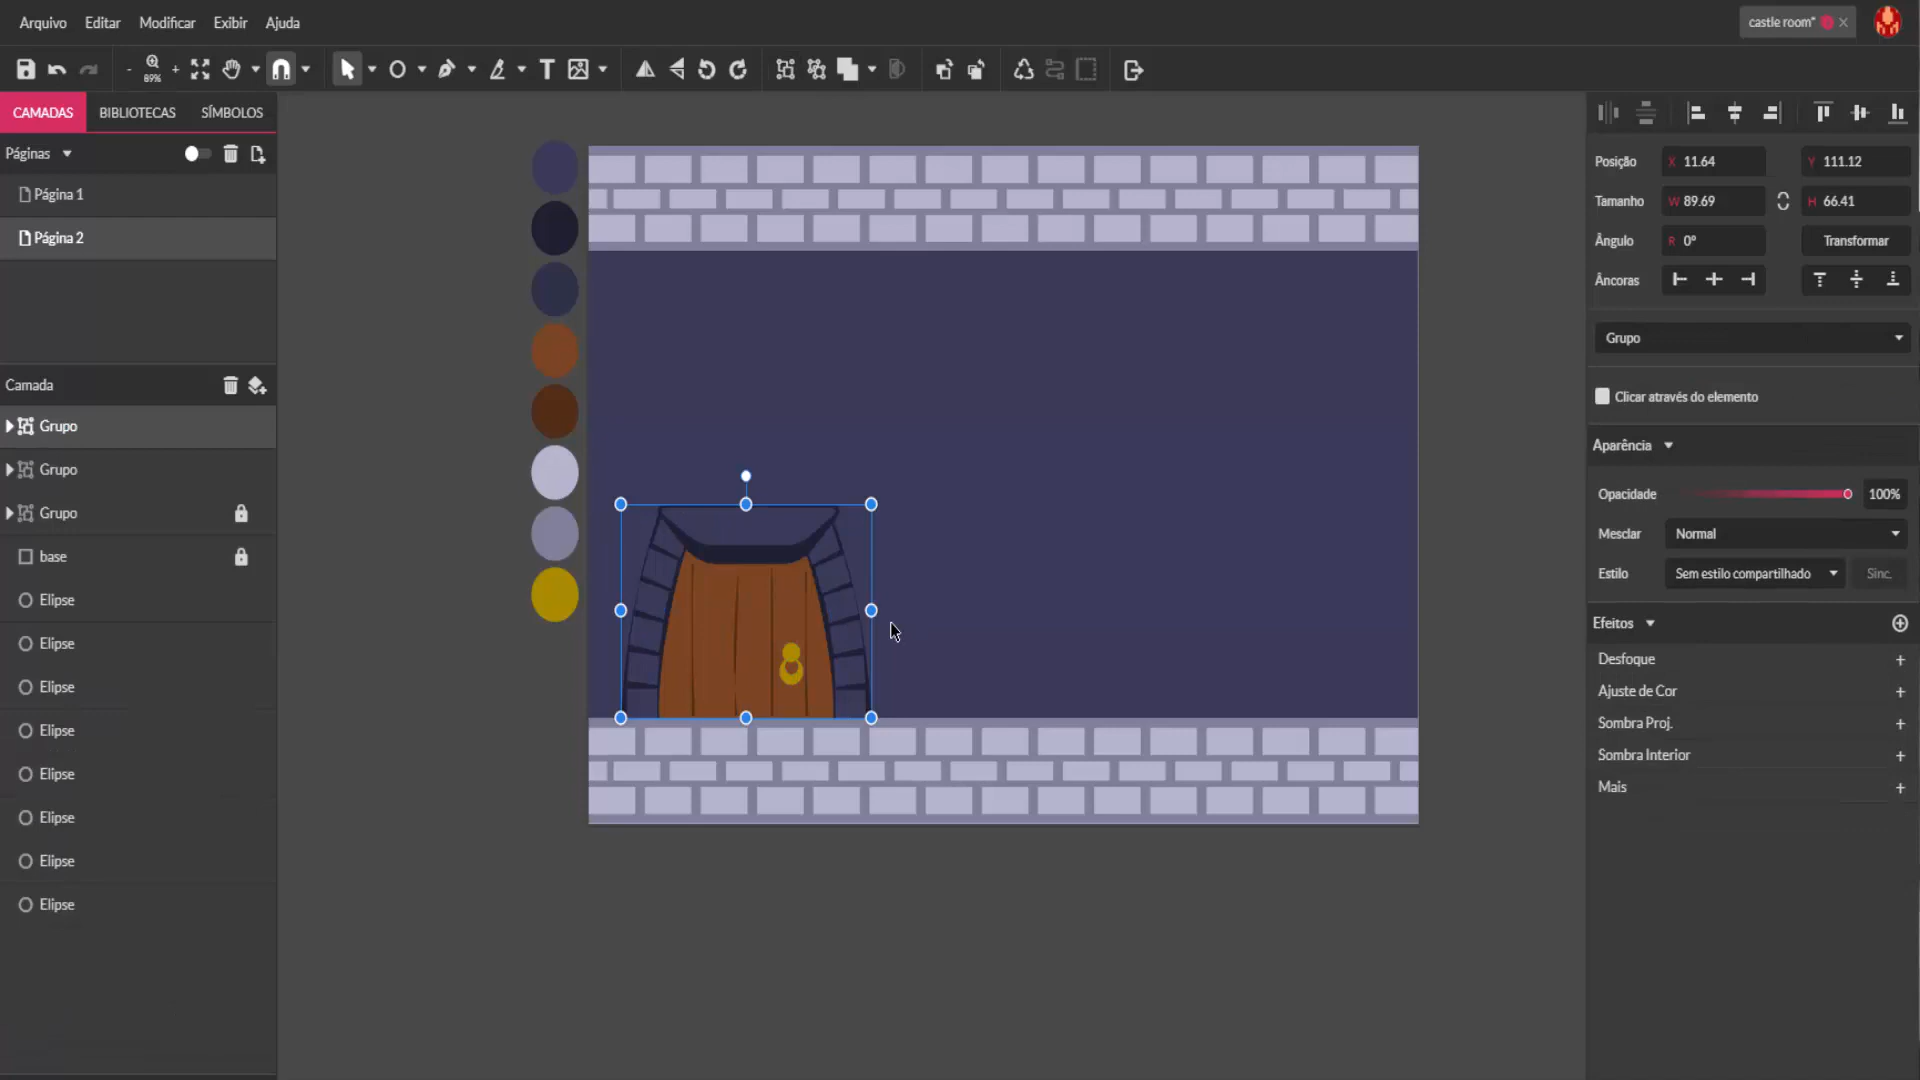 Arquivo Editar Modificar Exibir Ajuda
castle room*
- 89% +
CAMADAS BIBLIOTECAS SÍMBOLOS
Páginas
Página 1
Página 2
Camada
Grupo
Grupo
Grupo
base
Elipse
Elipse
Elipse
Elipse
Elipse
Elipse
Elipse
Elipse
Posição X 11.64 Y 111.12
Tamanho W 89.69 H 66.41
Ângulo R 0° Transformar
Âncoras
Grupo
Clicar através do elemento
Aparência
Opacidade 100%
Mesclar Normal
Estilo Sem estilo compartilhado Sinc.
Efeitos
Desfoque +
Ajuste de Cor +
Sombra Proj. +
Sombra Interior +
Mais +